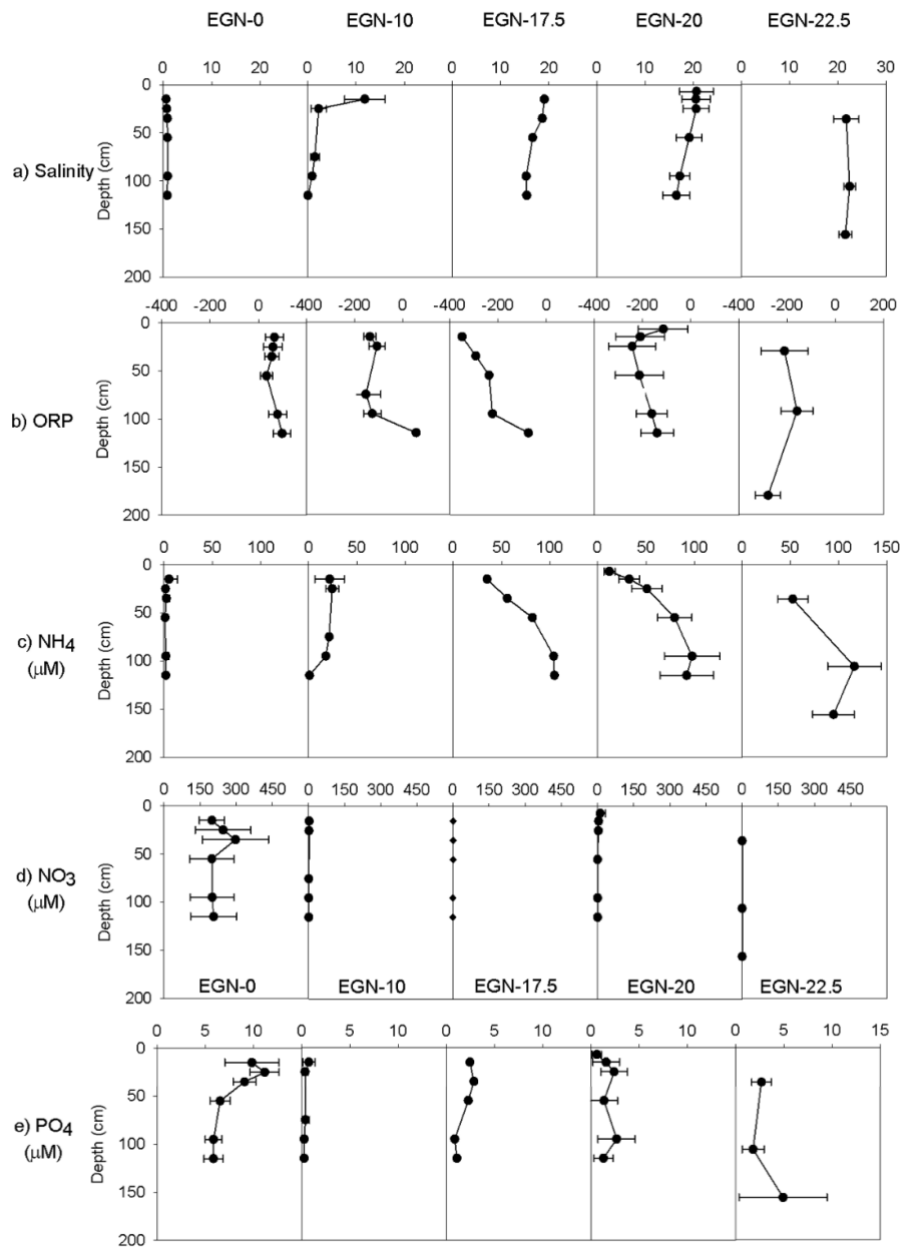 EGN-0 EGN-10 EGN-17.5 EGN-20 EGN-22.5
0 10 20 0 10 20 0 10 20 0 10 20 0 10 20 30
0
50
a) Salinity
Depth (cm)
100
150
200
-400 0 -400 -200 0 -400 -200 0 -400 -200 0 -400 -200 0 200
0
50
b) ORP
Depth (cm)
100
150
200
0 50 100 0 50 100 0 50 100 0 50 100 0 50 100 150
0
50
c) NH4
(μM)
Depth (cm)
100
150
200
0 150 300 450 0 150 300 450 0 150 300 450 0 150 300 450 0 150 300 450
0
50
d) NO3
(μM)
Depth (cm)
100
150
200
EGN-0 EGN-10 EGN-17.5 EGN-20 EGN-22.5
0 5 10 0 5 10 0 5 10 0 5 10 0 5 10 15
0
50
e) PO4
(μM)
Depth (cm)
100
150
200